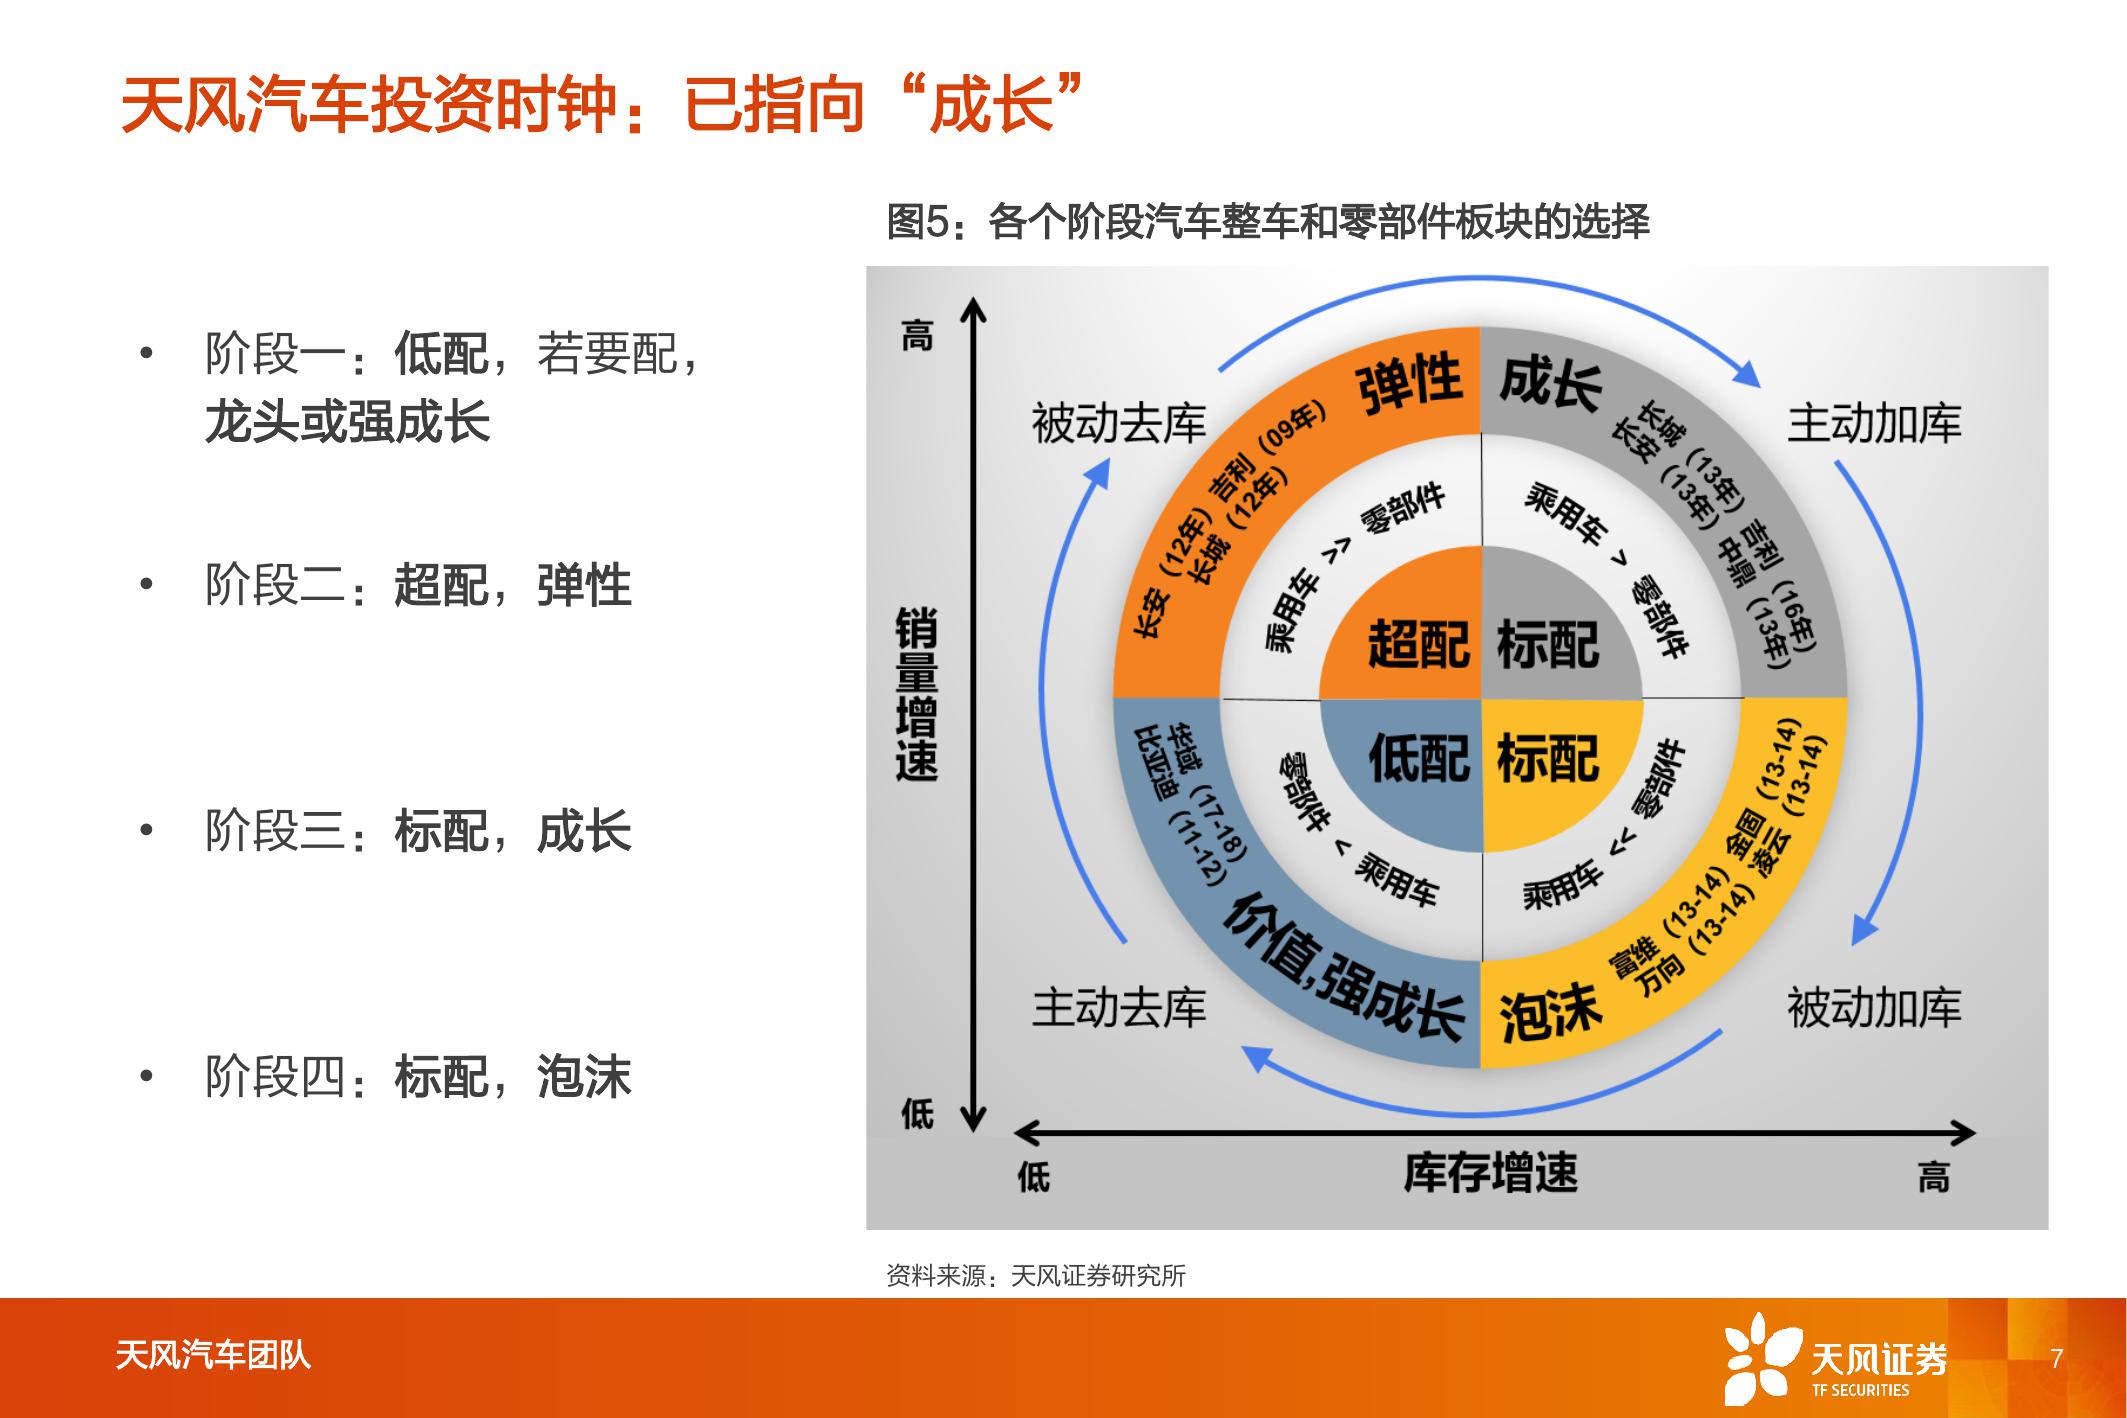 天风汽车投资时钟：已指向“成长”
• 阶段一：低配，若要配，
龙头或强成长
• 阶段二：超配，弹性
• 阶段三：标配，成长
• 阶段四：标配，泡沫
图5：各个阶段汽车整车和零部件板块的选择
高
销量增速
低
低
库存增速
高
被动去库
主动加库
主动去库
被动加库
弹性
长安（12年）吉利（09年）
长城（12年）
乘用车 >> 零部件
超配
成长
长城（13年）吉利（16年）
长安（13年）中鼎（13年）
乘用车 > 零部件
标配
低配
零部件 < 乘用车
华域（17-18）
比亚迪（11-12）
价值,强成长
标配
乘用车 << 零部件
富维（13-14）金固（13-14）
万向（13-14）凌云（13-14）
泡沫
资料来源：天风证券研究所
天风汽车团队
天风证券
TF SECURITIES
7